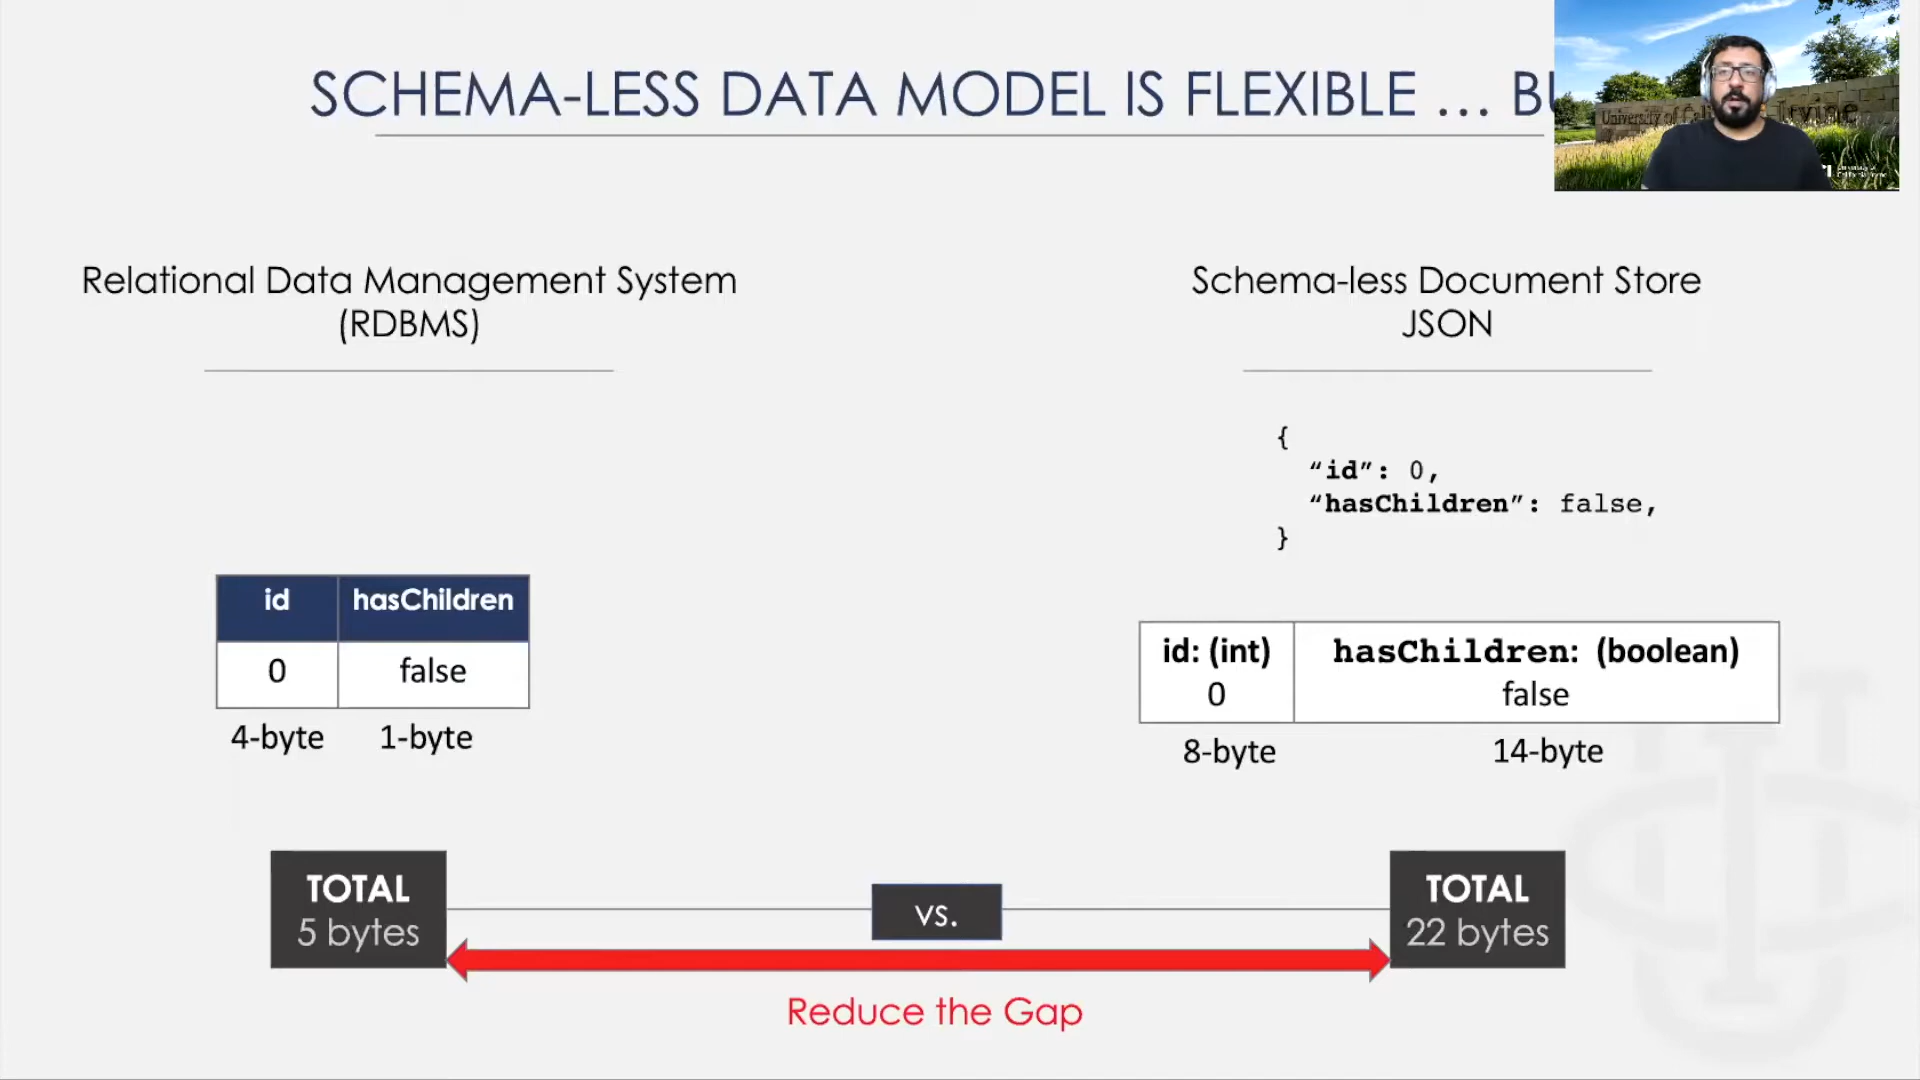 SCHEMA-LESS DATA MODEL IS FLEXIBLE ...
University of
Relational Data Management System
(RDBMS)
Schema-less Document Store
JSON
{
“id”: 0,
“hasChildren”: false,
}
id hasChildren
0 false
4-byte 1-byte
id: (int) hasChildren: (boolean)
0 false
8-byte 14-byte
TOTAL
5 bytes
vs.
TOTAL
22 bytes
Reduce the Gap